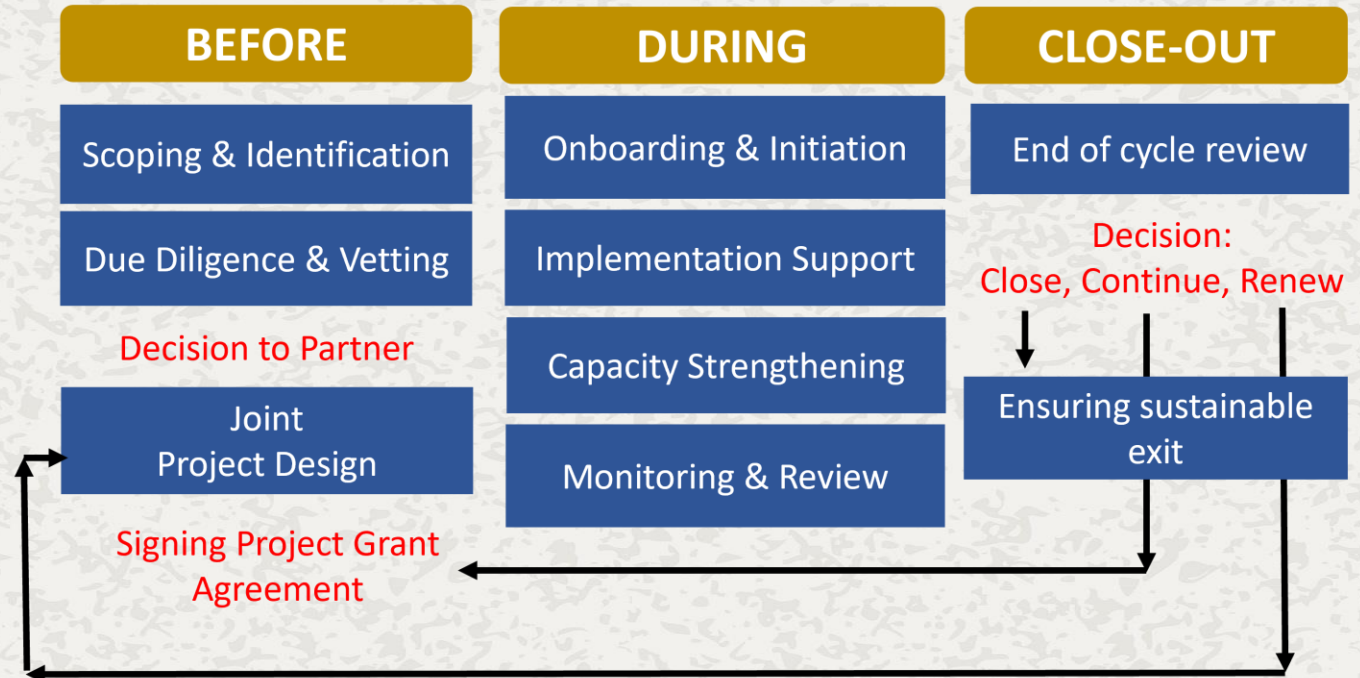 BEFORE
Scoping & Identification
Due Diligence & Vetting
Decision to Partner
Joint
Project Design
Signing Project Grant
Agreement
DURING
Onboarding & Initiation
Implementation Support
Capacity Strengthening
Monitoring & Review
CLOSE-OUT
End of cycle review
Decision:
Close, Continue, Renew
Ensuring sustainable
exit